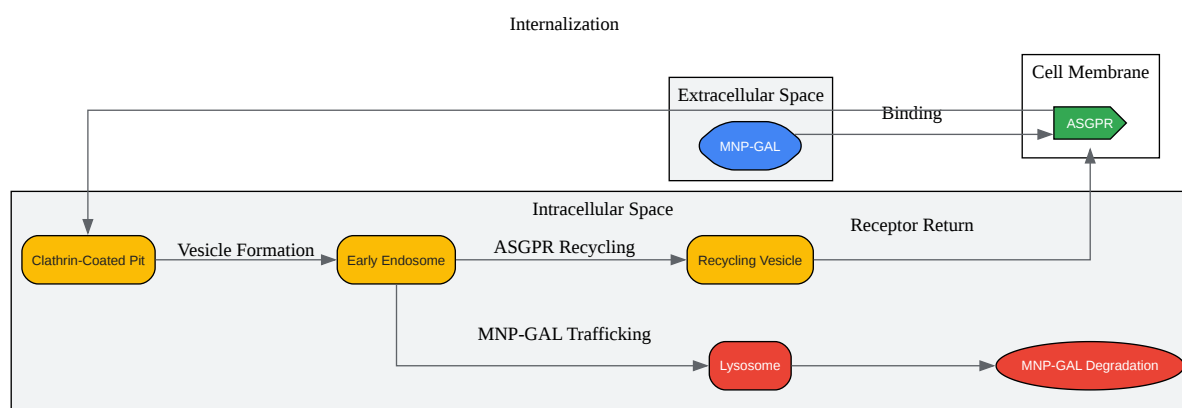 Internalization
Cell Membrane
Extracellular Space
Binding
ASGPR
MNP-GAL
Intracellular Space
Receptor Return
Vesicle Formation
ASGPR Recycling
Clathrin-Coated Pit
Early Endosome
Recycling Vesicle
MNP-GAL Trafficking
Lysosome
MNP-GAL Degradation